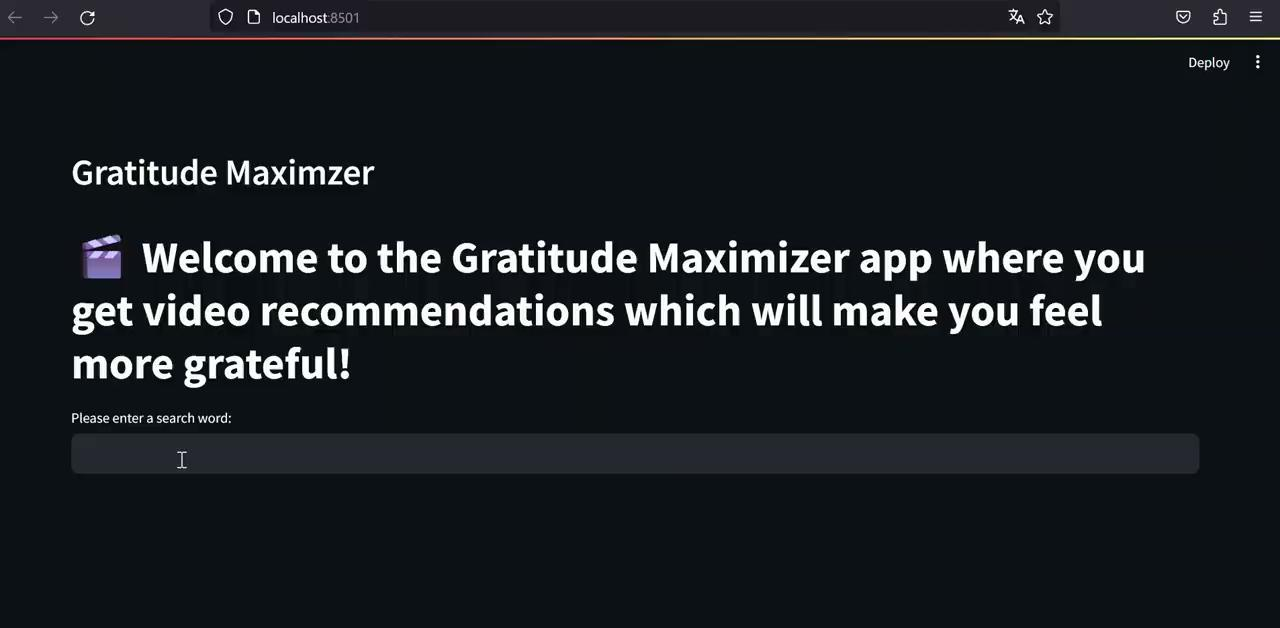 localhost:8501
Deploy
Gratitude Maximzer
🎬 Welcome to the Gratitude Maximizer app where you
get video recommendations which will make you feel
more grateful!
Please enter a search word: